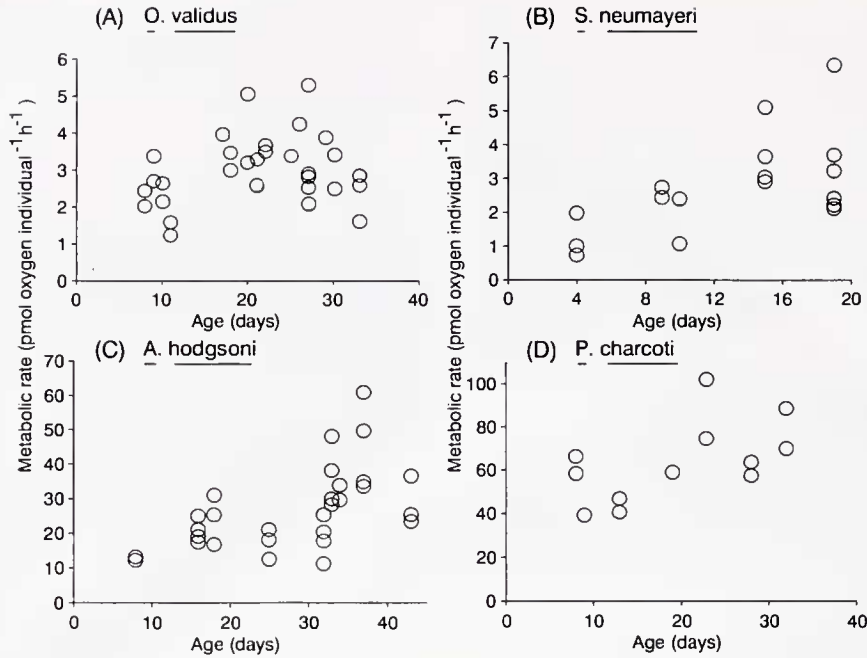 (A) O. validus
Metabolic rate (pmol oxygen individual⁻¹h⁻¹)
6
5
4
3
2
1
0
0 10 20 30 40
Age (days)
(B) S. neumayeri
Metabolic rate (pmol oxygen individual⁻¹h⁻¹)
7
6
5
4
3
2
1
0
0 4 8 12 16 20
Age (days)
(C) A. hodgsoni
70
60
50
40
30
20
10
0
0 10 20 30 40
Age (days)
(D) P. charcoti
100
80
60
40
20
0
0 10 20 30 40
Age (days)